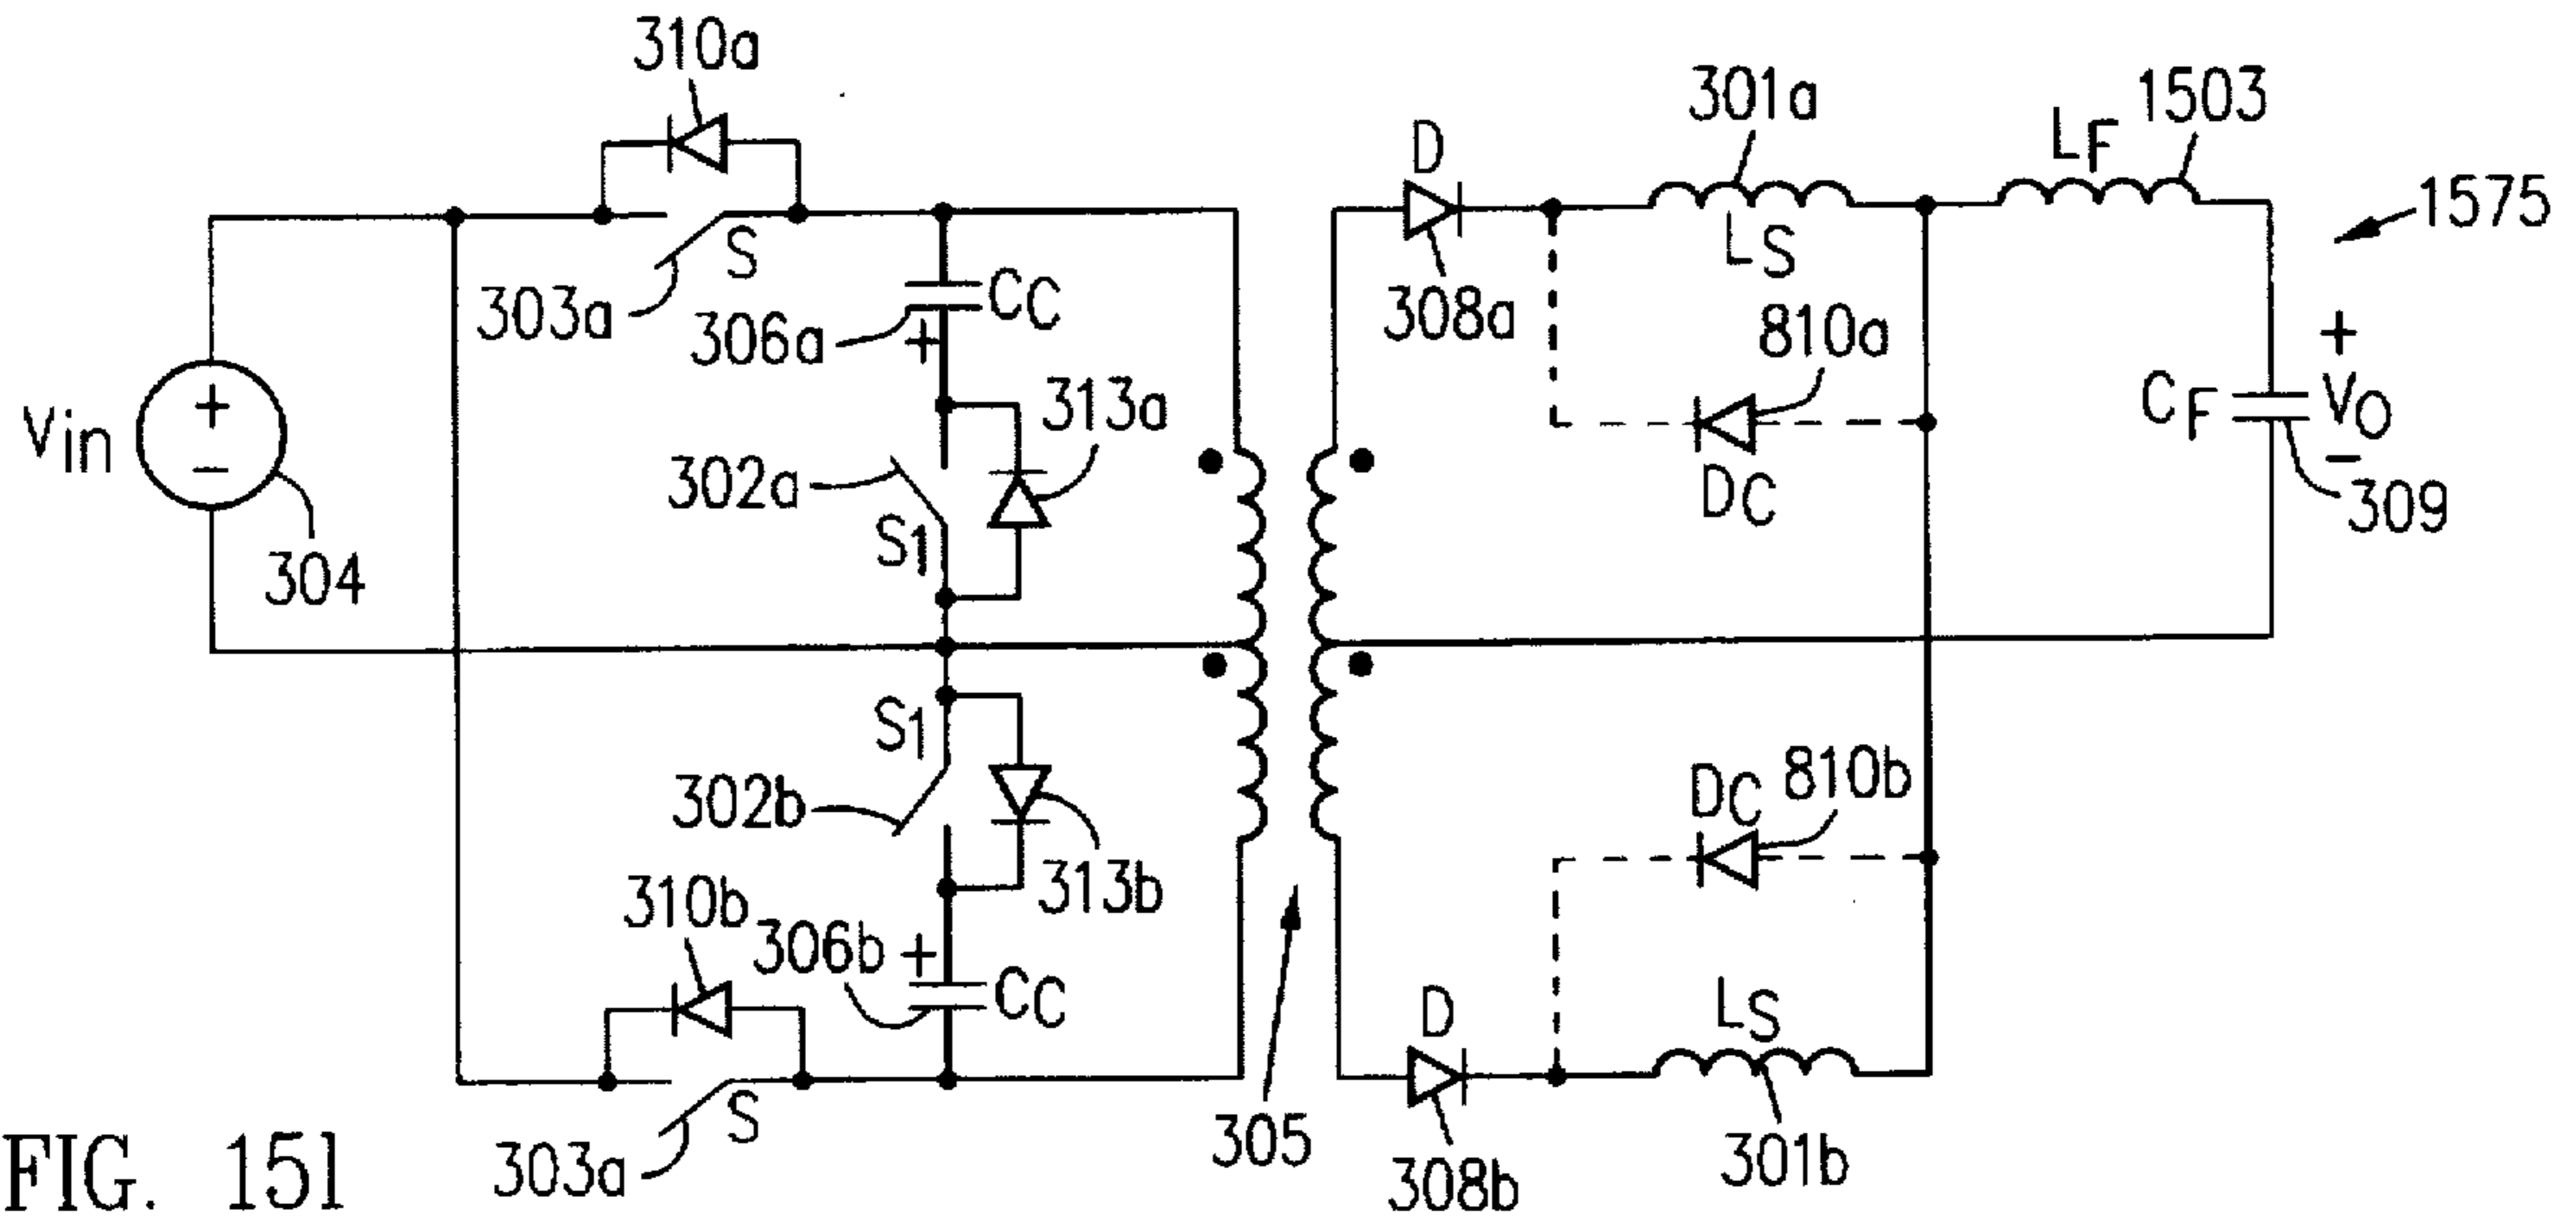 310a
301a
LF 1503
D
1575
S
CC
LS
303a
306a
+
308a
810a
+
Vin
+
−
313a
CF
VO
302a
DC
−
309
S1
304
S1
DC
810b
302b
313b
310b
306b
+
CC
D
LS
S
303a
305
308b
301b
FIG. 15l